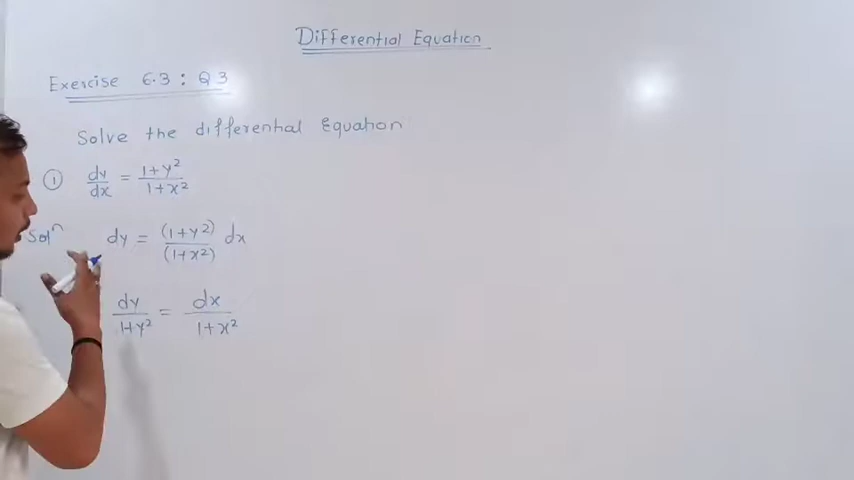 Differential Equation
Exercise 6.3 : Q 3
Solve the differential Equation
① dy/dx = 1+y²/1+x²
Solⁿ dy = (1+y²)/(1+x²) dx
dy/1+y² = dx/1+x²